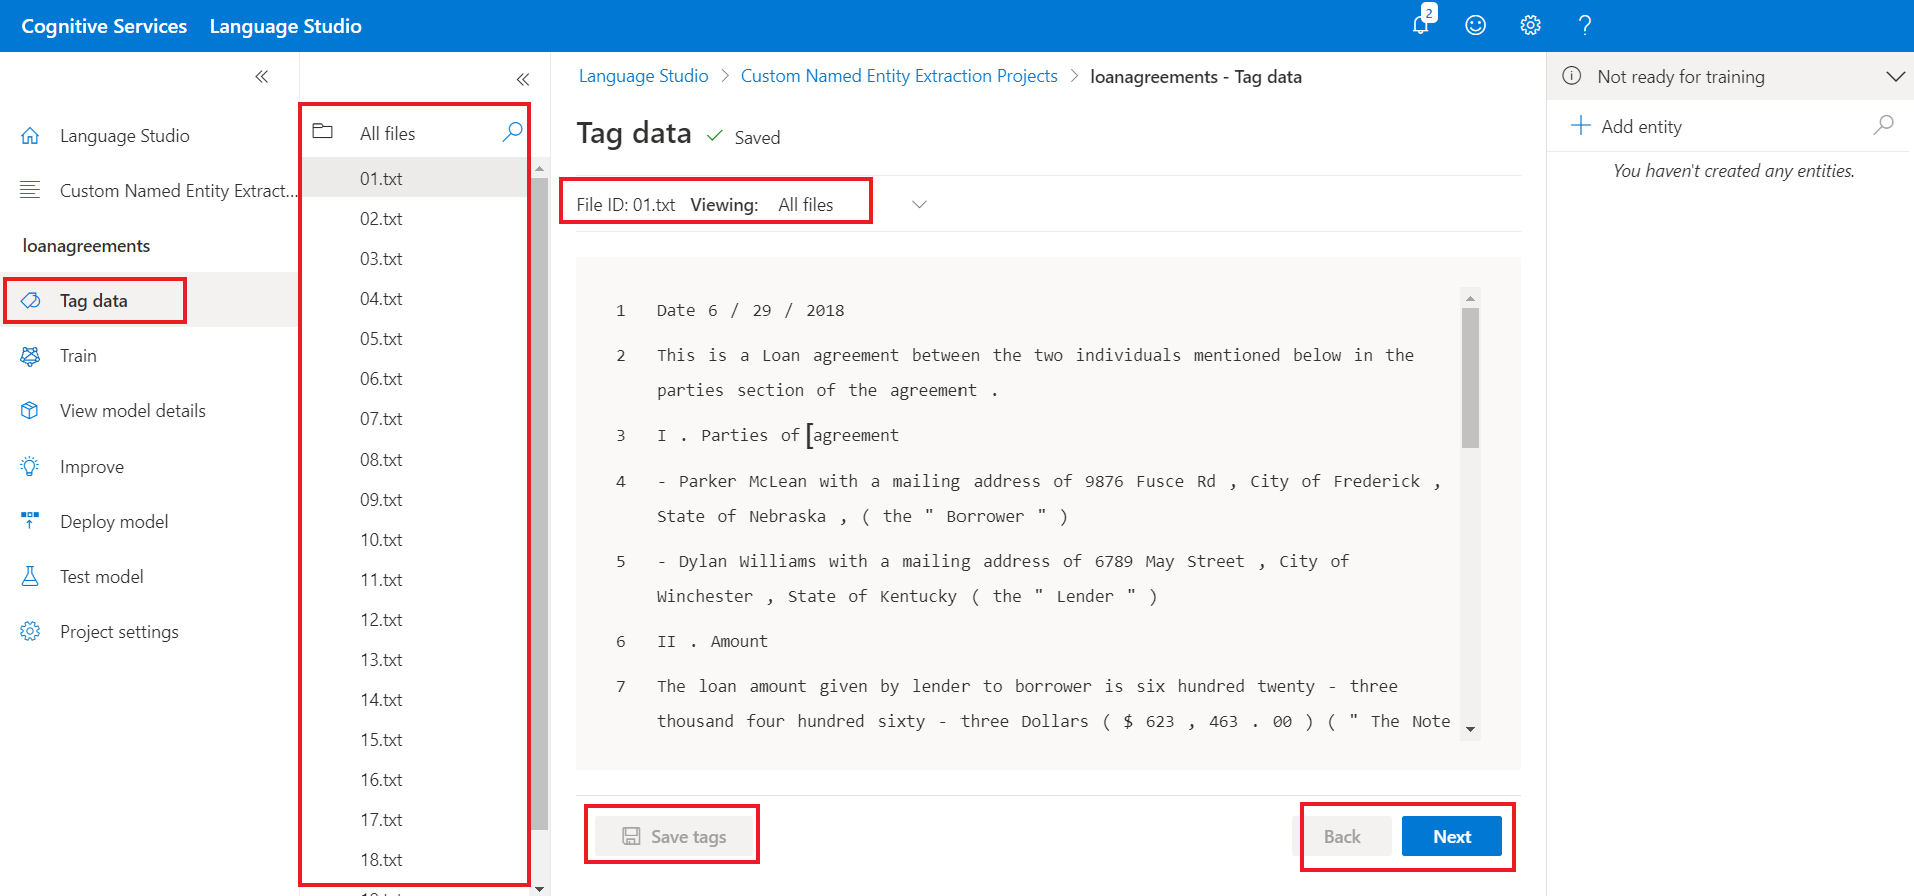 Cognitive Services Language Studio 2 ?
Language Studio
Custom Named Entity Extract...
loanagreements
Tag data
Train
View model details
Improve
Deploy model
Test model
Project settings
All files
01.txt
02.txt
03.txt
04.txt
05.txt
06.txt
07.txt
08.txt
09.txt
10.txt
11.txt
12.txt
13.txt
14.txt
15.txt
16.txt
17.txt
18.txt
Language Studio > Custom Named Entity Extraction Projects > loanagreements - Tag data
Tag data Saved
File ID: 01.txt Viewing: All files
1 Date 6 / 29 / 2018
2 This is a Loan agreement between the two individuals mentioned below in the
parties section of the agreement .
3 I . Parties of agreement
4 - Parker McLean with a mailing address of 9876 Fusce Rd , City of Frederick ,
State of Nebraska , ( the " Borrower " )
5 - Dylan Williams with a mailing address of 6789 May Street , City of
Winchester , State of Kentucky ( the " Lender " )
6 II . Amount
7 The loan amount given by lender to borrower is six hundred twenty - three
thousand four hundred sixty - three Dollars ( $ 623 , 463 . 00 ) ( " The Note
Save tags
Back Next
Not ready for training
Add entity
You haven't created any entities.